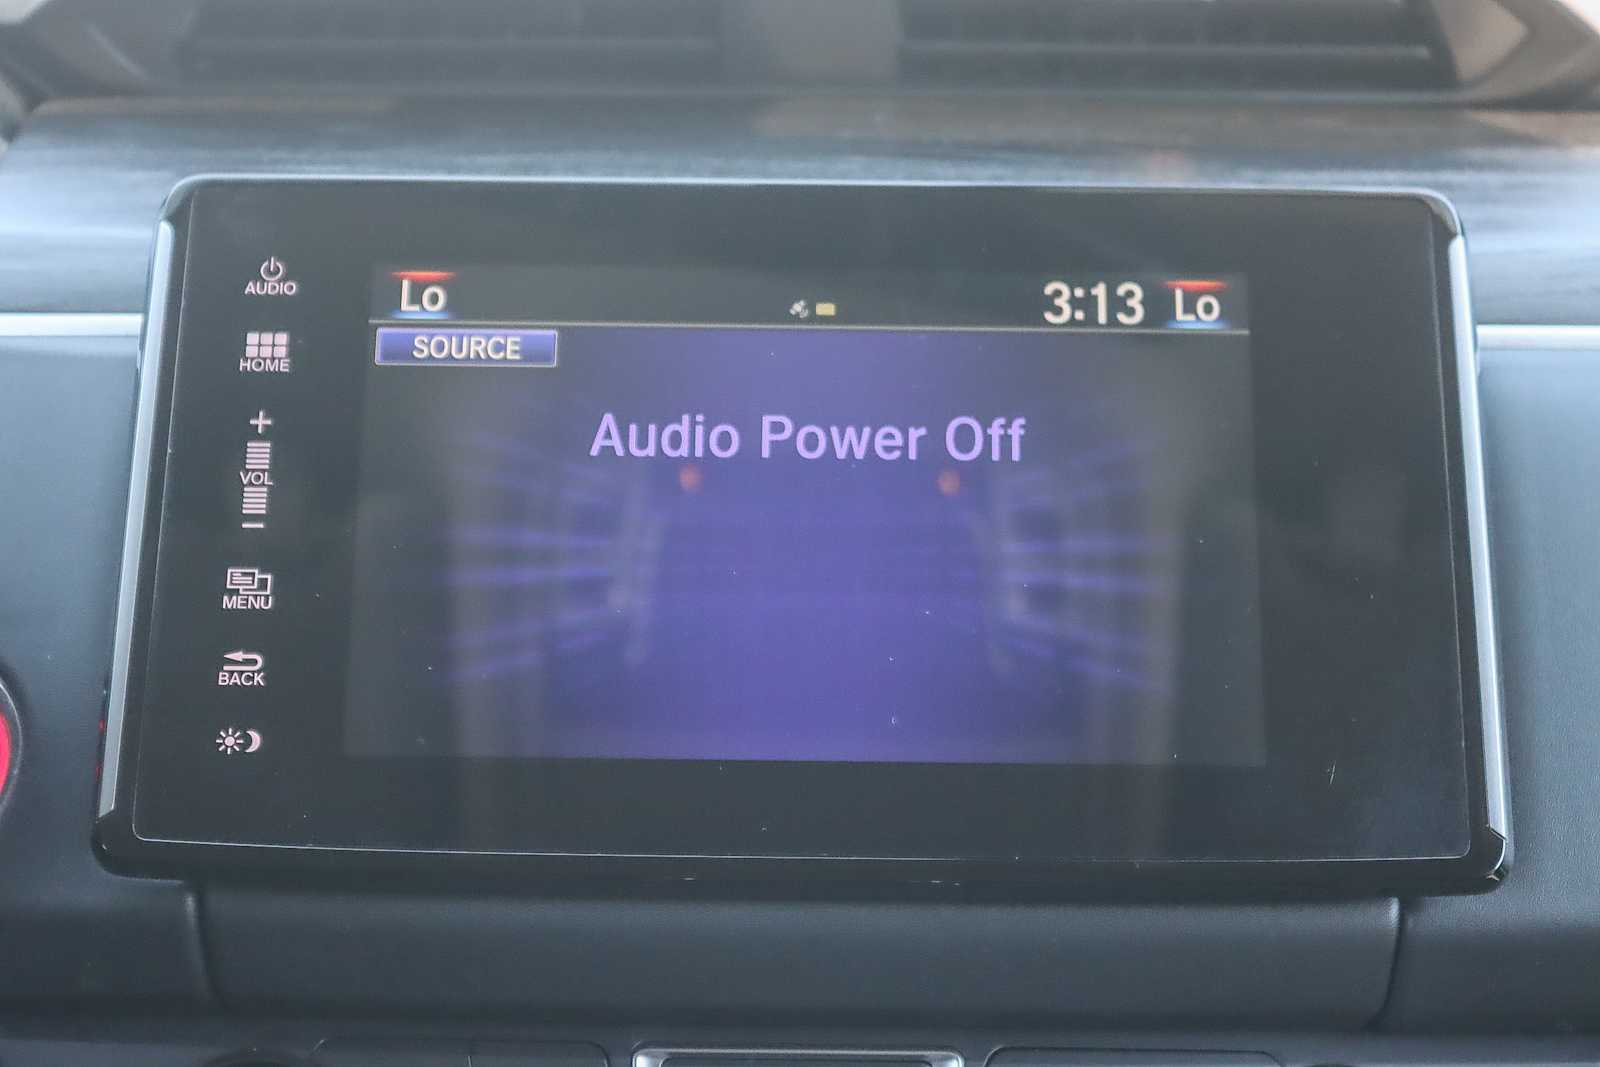 AUDIO
HOME
VOL
MENU
BACK
Lo
3:13 Lo
SOURCE
Audio Power Off